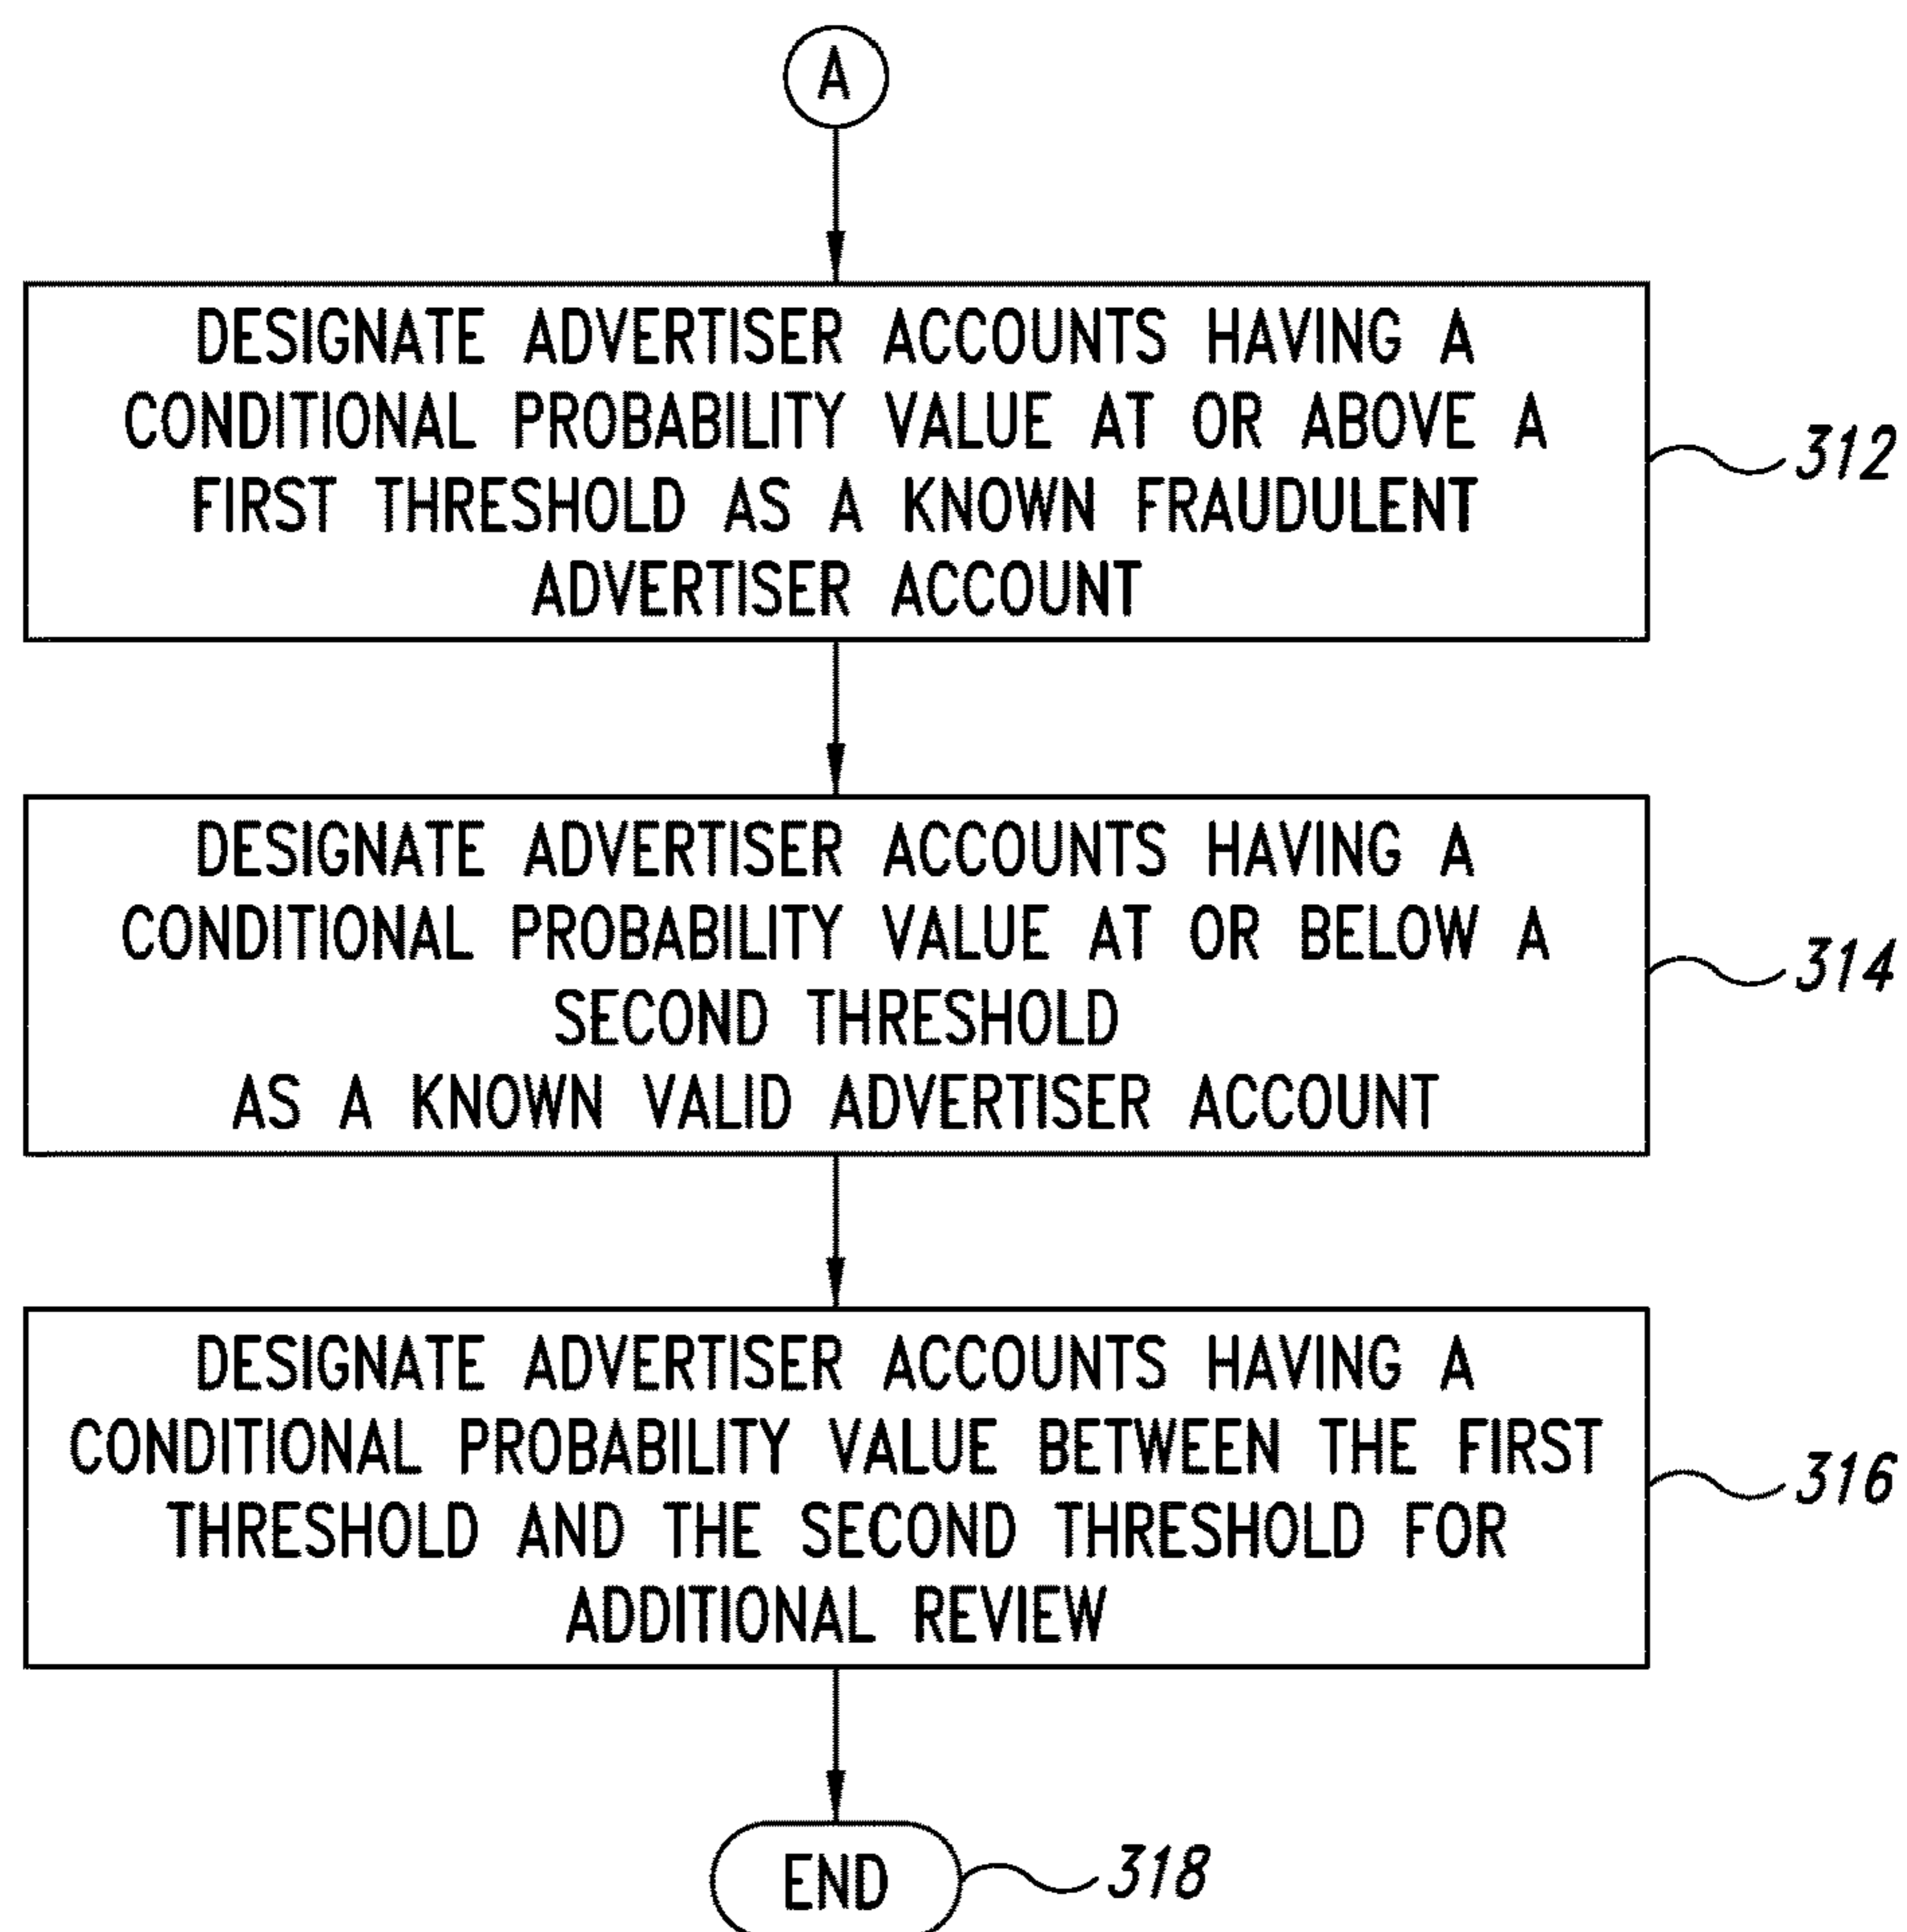 A
DESIGNATE ADVERTISER ACCOUNTS HAVING A
CONDITIONAL PROBABILITY VALUE AT OR ABOVE A
FIRST THRESHOLD AS A KNOWN FRAUDULENT
ADVERTISER ACCOUNT
312
DESIGNATE ADVERTISER ACCOUNTS HAVING A
CONDITIONAL PROBABILITY VALUE AT OR BELOW A
SECOND THRESHOLD
AS A KNOWN VALID ADVERTISER ACCOUNT
314
DESIGNATE ADVERTISER ACCOUNTS HAVING A
CONDITIONAL PROBABILITY VALUE BETWEEN THE FIRST
THRESHOLD AND THE SECOND THRESHOLD FOR
ADDITIONAL REVIEW
316
END
318